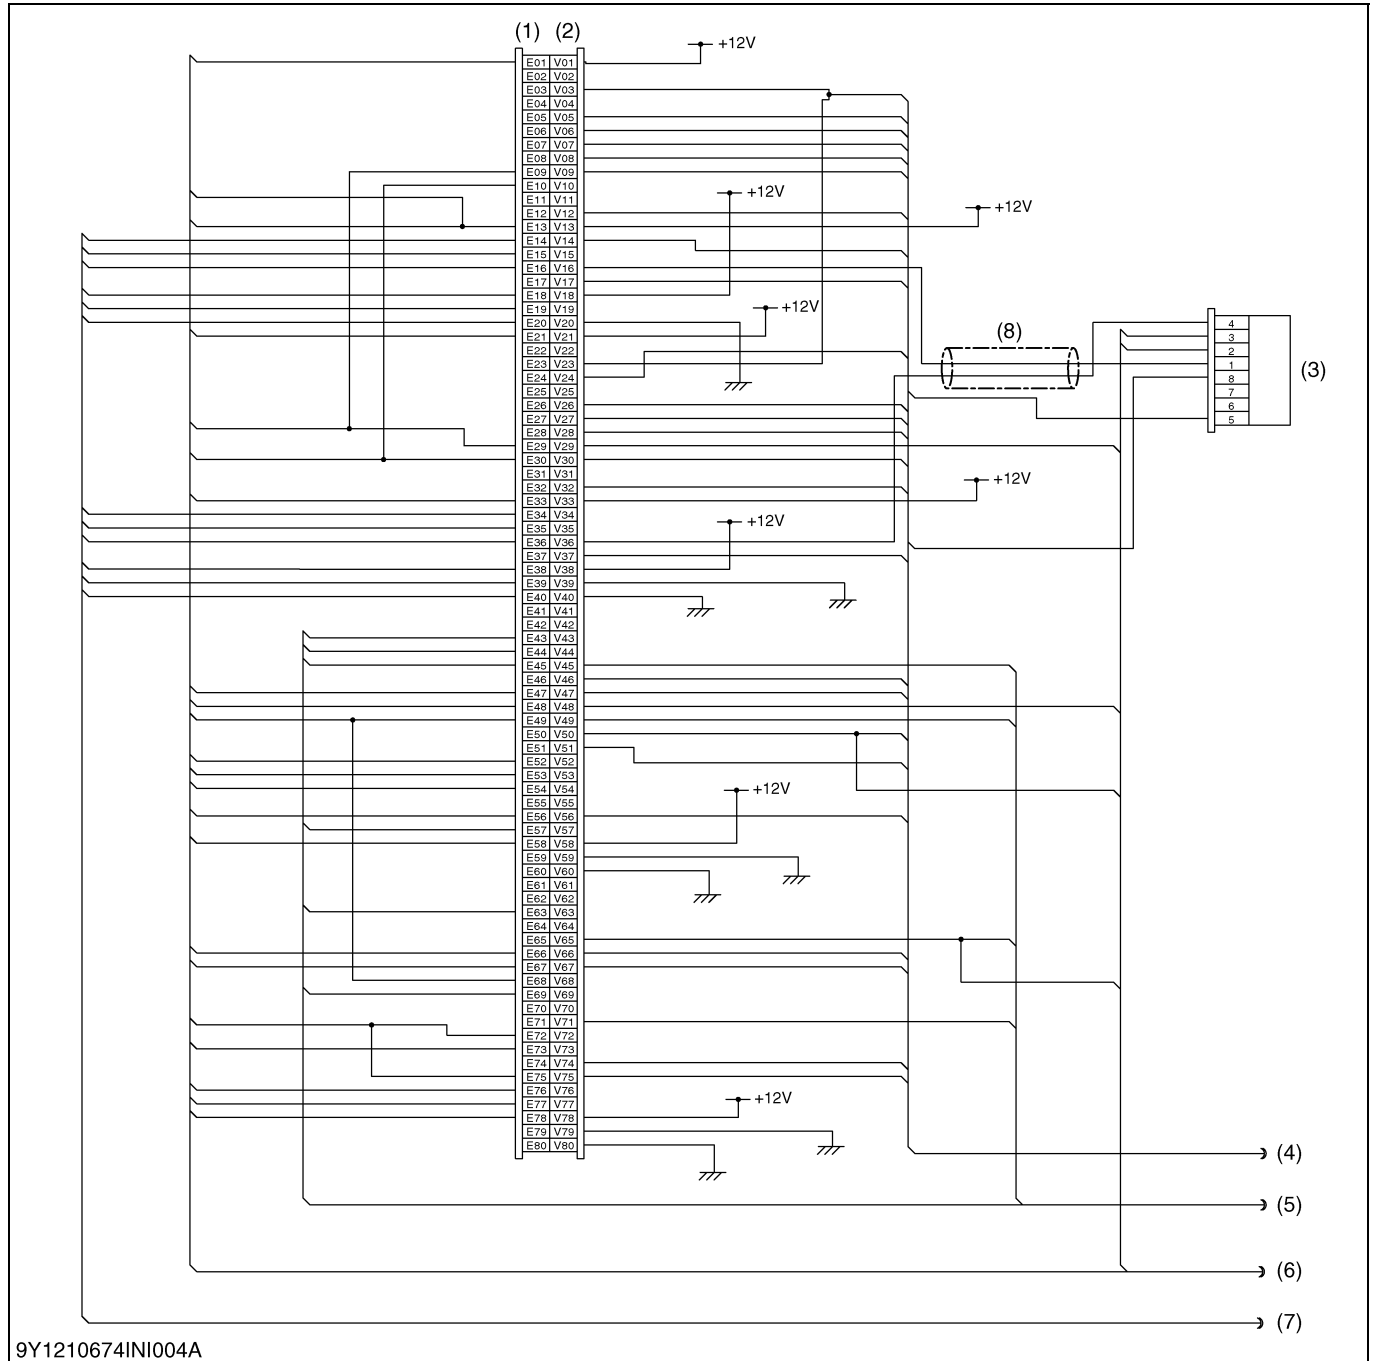 (1) (2)
+12V
E01 V01
E02 V02
E03 V03
E04 V04
E05 V05
E06 V06
E07 V07
E08 V08
E09 V09
E10 V10
+12V
E11 V11
E12 V12
+12V
E13 V13
E14 V14
E15 V15
E16 V16
E17 V17
E18 V18
+12V
E19 V19
E20 V20
4
E21 V21
(8)
3
E22 V22
2
E23 V23
1
(3)
E24 V24
8
E25 V25
7
E26 V26
6
E27 V27
5
E28 V28
E29 V29
E30 V30
E31 V31
+12V
E32 V32
E33 V33
E34 V34
+12V
E35 V35
E36 V36
E37 V37
E38 V38
E39 V39
E40 V40
E41 V41
E42 V42
E43 V43
E44 V44
E45 V45
E46 V46
E47 V47
E48 V48
E49 V49
E50 V50
E51 V51
E52 V52
E53 V53
E54 V54
+12V
E55 V55
E56 V56
E57 V57
E58 V58
E59 V59
E60 V60
E61 V61
E62 V62
E63 V63
E64 V64
E65 V65
E66 V66
E67 V67
E68 V68
E69 V69
E70 V70
E71 V71
E72 V72
E73 V73
E74 V74
E75 V75
E76 V76
E77 V77
+12V
E78 V78
E79 V79
E80 V80
(4)
(5)
(6)
(7)
9Y1210674INI004A